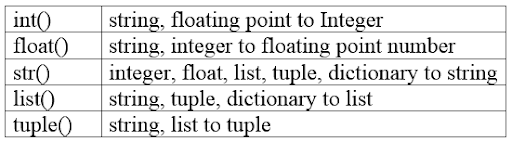 int() string, floating point to Integer
float() string, integer to floating point number
str() integer, float, list, tuple, dictionary to string
list() string, tuple, dictionary to list
tuple() string, list to tuple